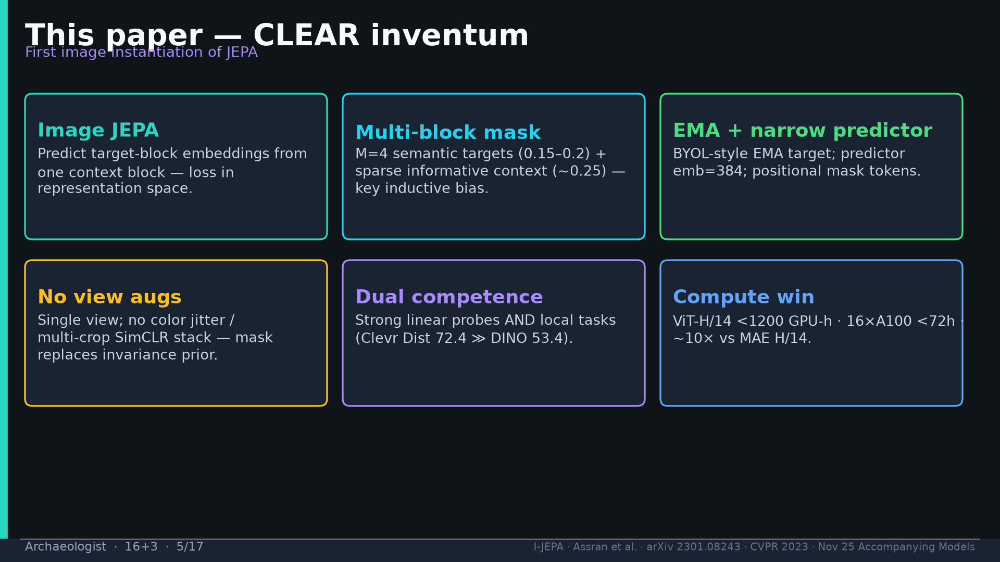 This paper — CLEAR inventum
First image instantiation of JEPA
Image JEPA
Predict target-block embeddings from
one context block — loss in
representation space.
Multi-block mask
M=4 semantic targets (0.15–0.2) +
sparse informative context (~0.25) —
key inductive bias.
EMA + narrow predictor
BYOL-style EMA target; predictor
emb=384; positional mask tokens.
No view augs
Single view; no color jitter /
multi-crop SimCLR stack — mask
replaces invariance prior.
Dual competence
Strong linear probes AND local tasks
(Clevr Dist 72.4 ≫ DINO 53.4).
Compute win
ViT-H/14 <1200 GPU-h · 16×A100 <72h ·
~10× vs MAE H/14.
Archaeologist · 16+3 · 5/17
I-JEPA · Assran et al. · arXiv 2301.08243 · CVPR 2023 · Nov 25 Accompanying Models